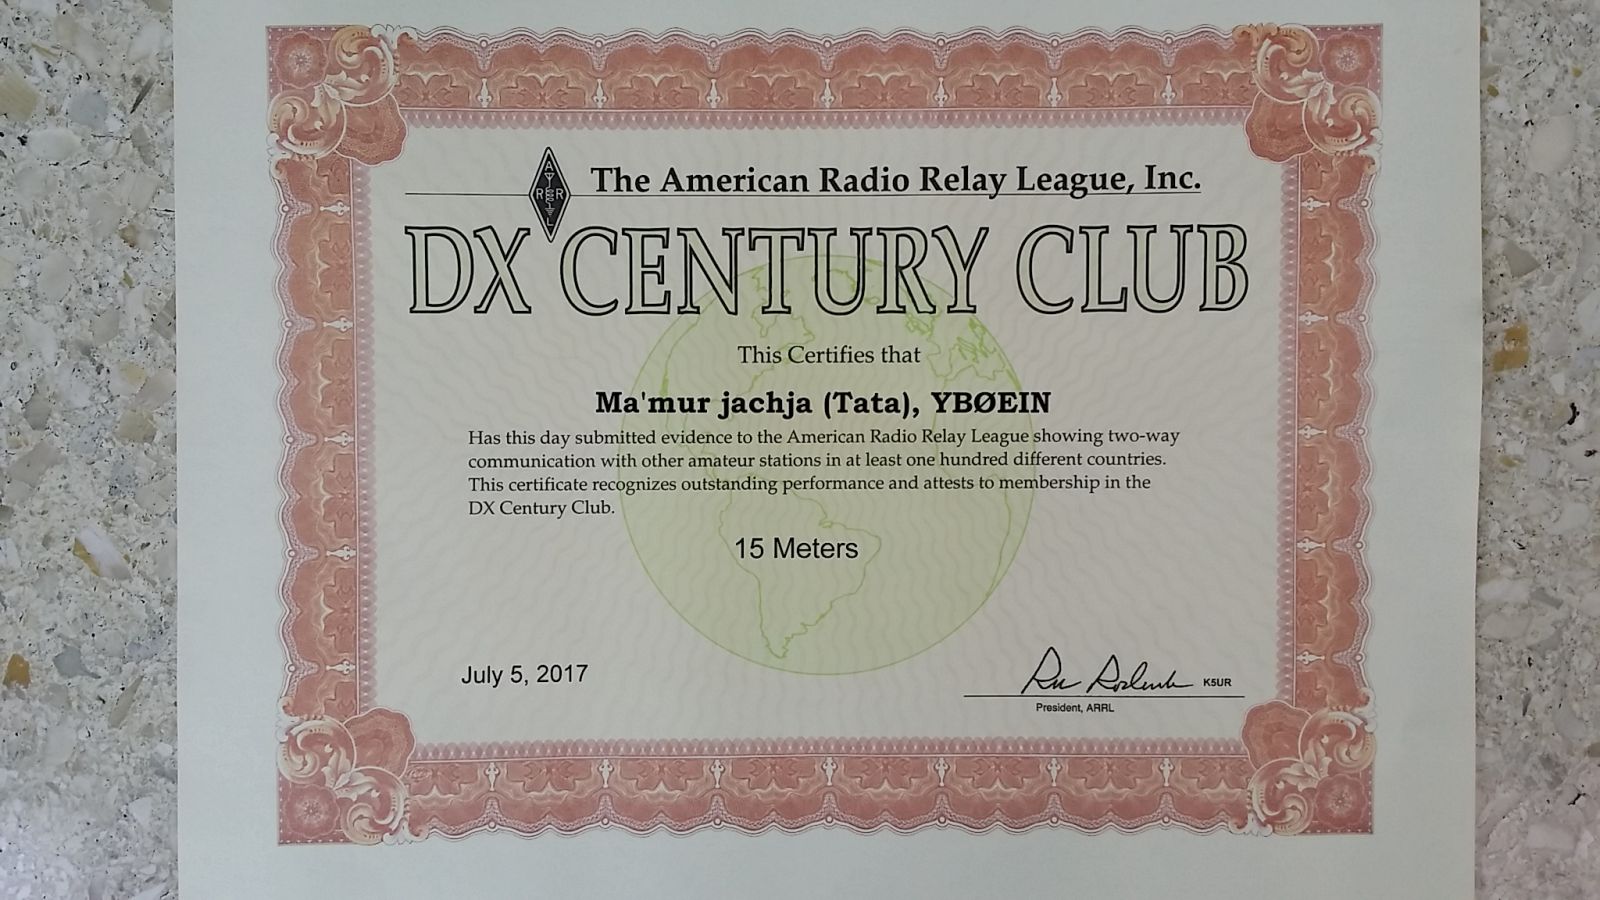 The American Radio Relay League, Inc.
ARRL
DX CENTURY CLUB
This Certifies that
Ma'mur jachja (Tata), YBØEIN
Has this day submitted evidence to the American Radio Relay League showing two-way
communication with other amateur stations in at least one hundred different countries.
This certificate recognizes outstanding performance and attests to membership in the
DX Century Club.
15 Meters
July 5, 2017
K5UR
President, ARRL